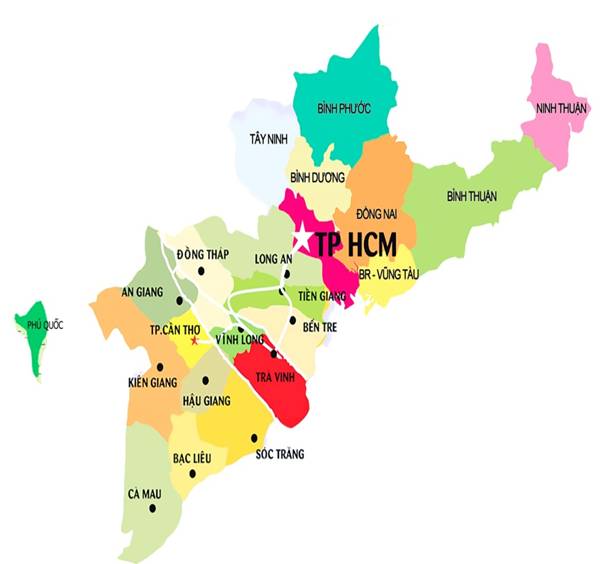 BÌNH PHƯỚC
NINH THUẬN
TÂY NINH
BÌNH DƯƠNG
BÌNH THUẬN
ĐỒNG NAI
TP HCM
ĐỒNG THÁP
LONG AN
BR - VŨNG TÀU
AN GIANG
TIỀN GIANG
PHÚ QUỐC
TP.CẦN THƠ
BẾN TRE
VĨNH LONG
KIÊN GIANG
TRÀ VINH
HẬU GIANG
BẠC LIÊU
SÓC TRĂNG
CÀ MAU